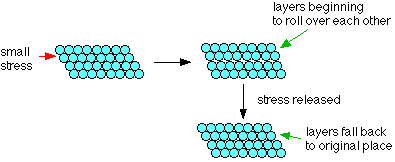 small
stress
layers beginning
to roll over each other
stress released
layers fall back
to original place